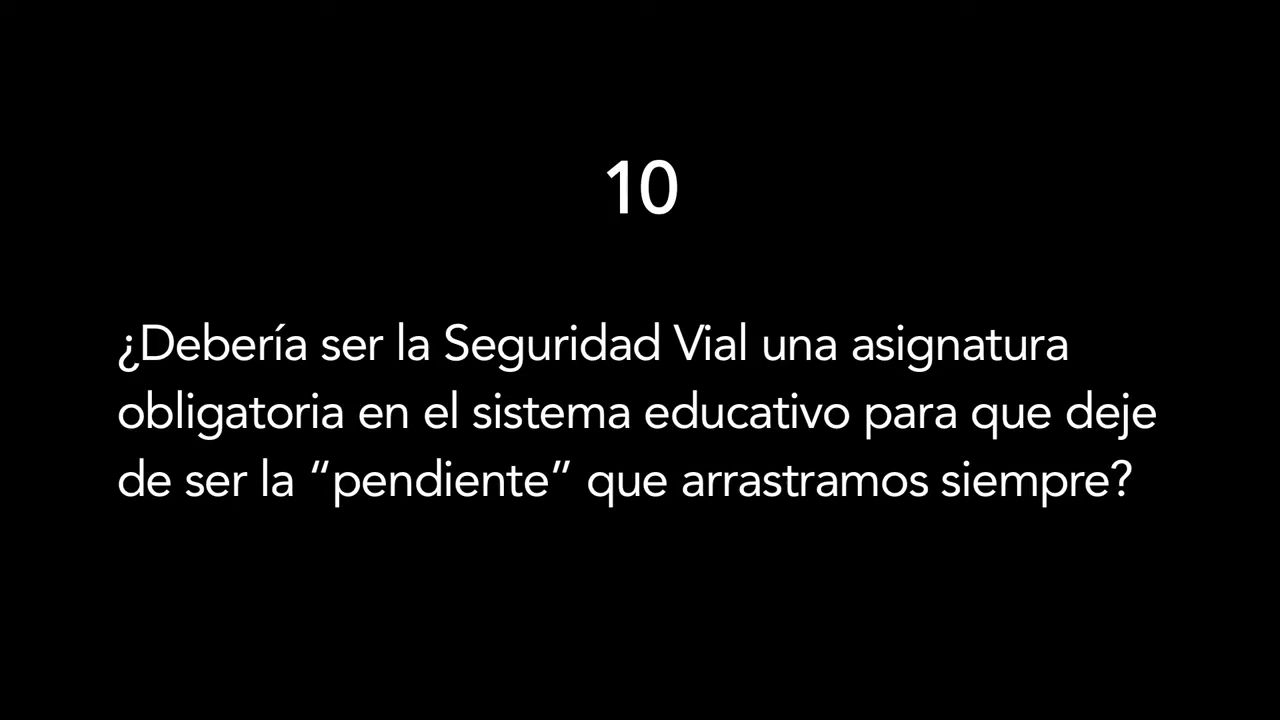 10
¿Debería ser la Seguridad Vial una asignatura
obligatoria en el sistema educativo para que deje
de ser la “pendiente” que arrastramos siempre?